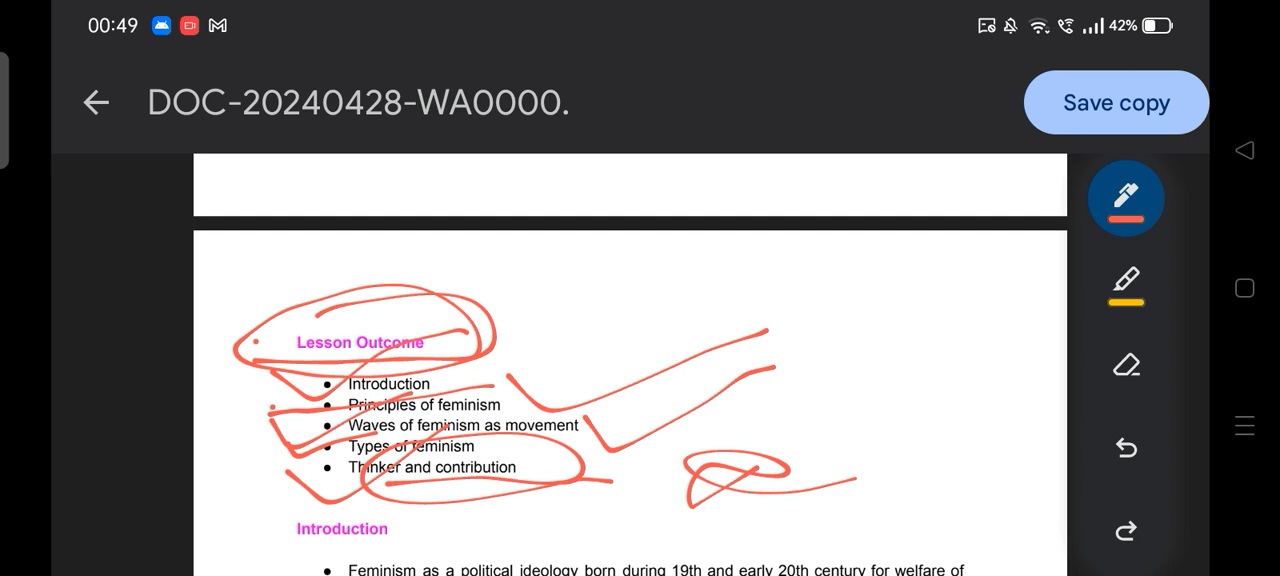 00:49 42%
DOC-20240428-WA0000.
Save copy
Lesson Outcome
● Introduction
● Principles of feminism
● Waves of feminism as movement
● Types of feminism
● Thinker and contribution
Introduction
● Feminism as a political ideology born during 19th and early 20th century for welfare of